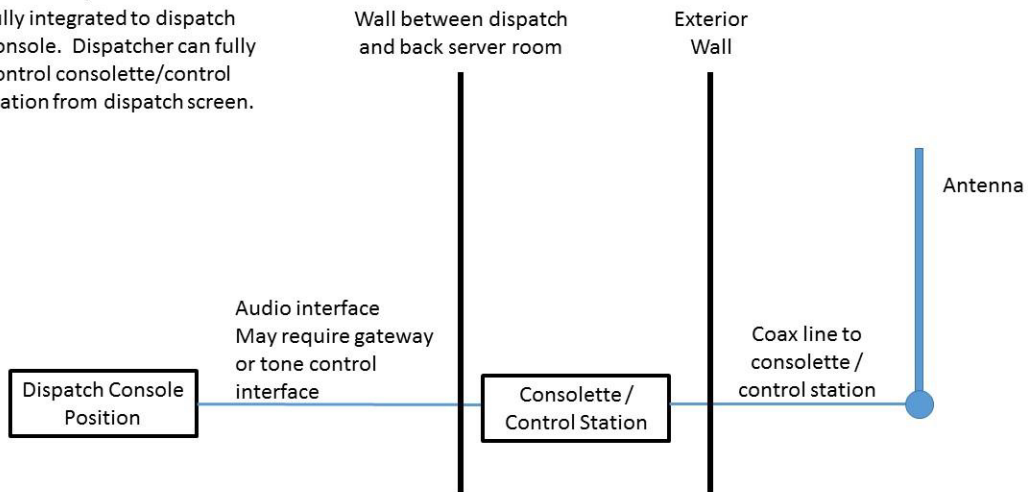 ully integrated to dispatch
onsole. Dispatcher can fully
ontrol consolette/control
ation from dispatch screen.
Wall between dispatch
and back server room
Exterior
Wall
Antenna
Audio interface
May require gateway
or tone control
interface
Coax line to
consolette /
control station
Dispatch Console
Position
Consolette /
Control Station